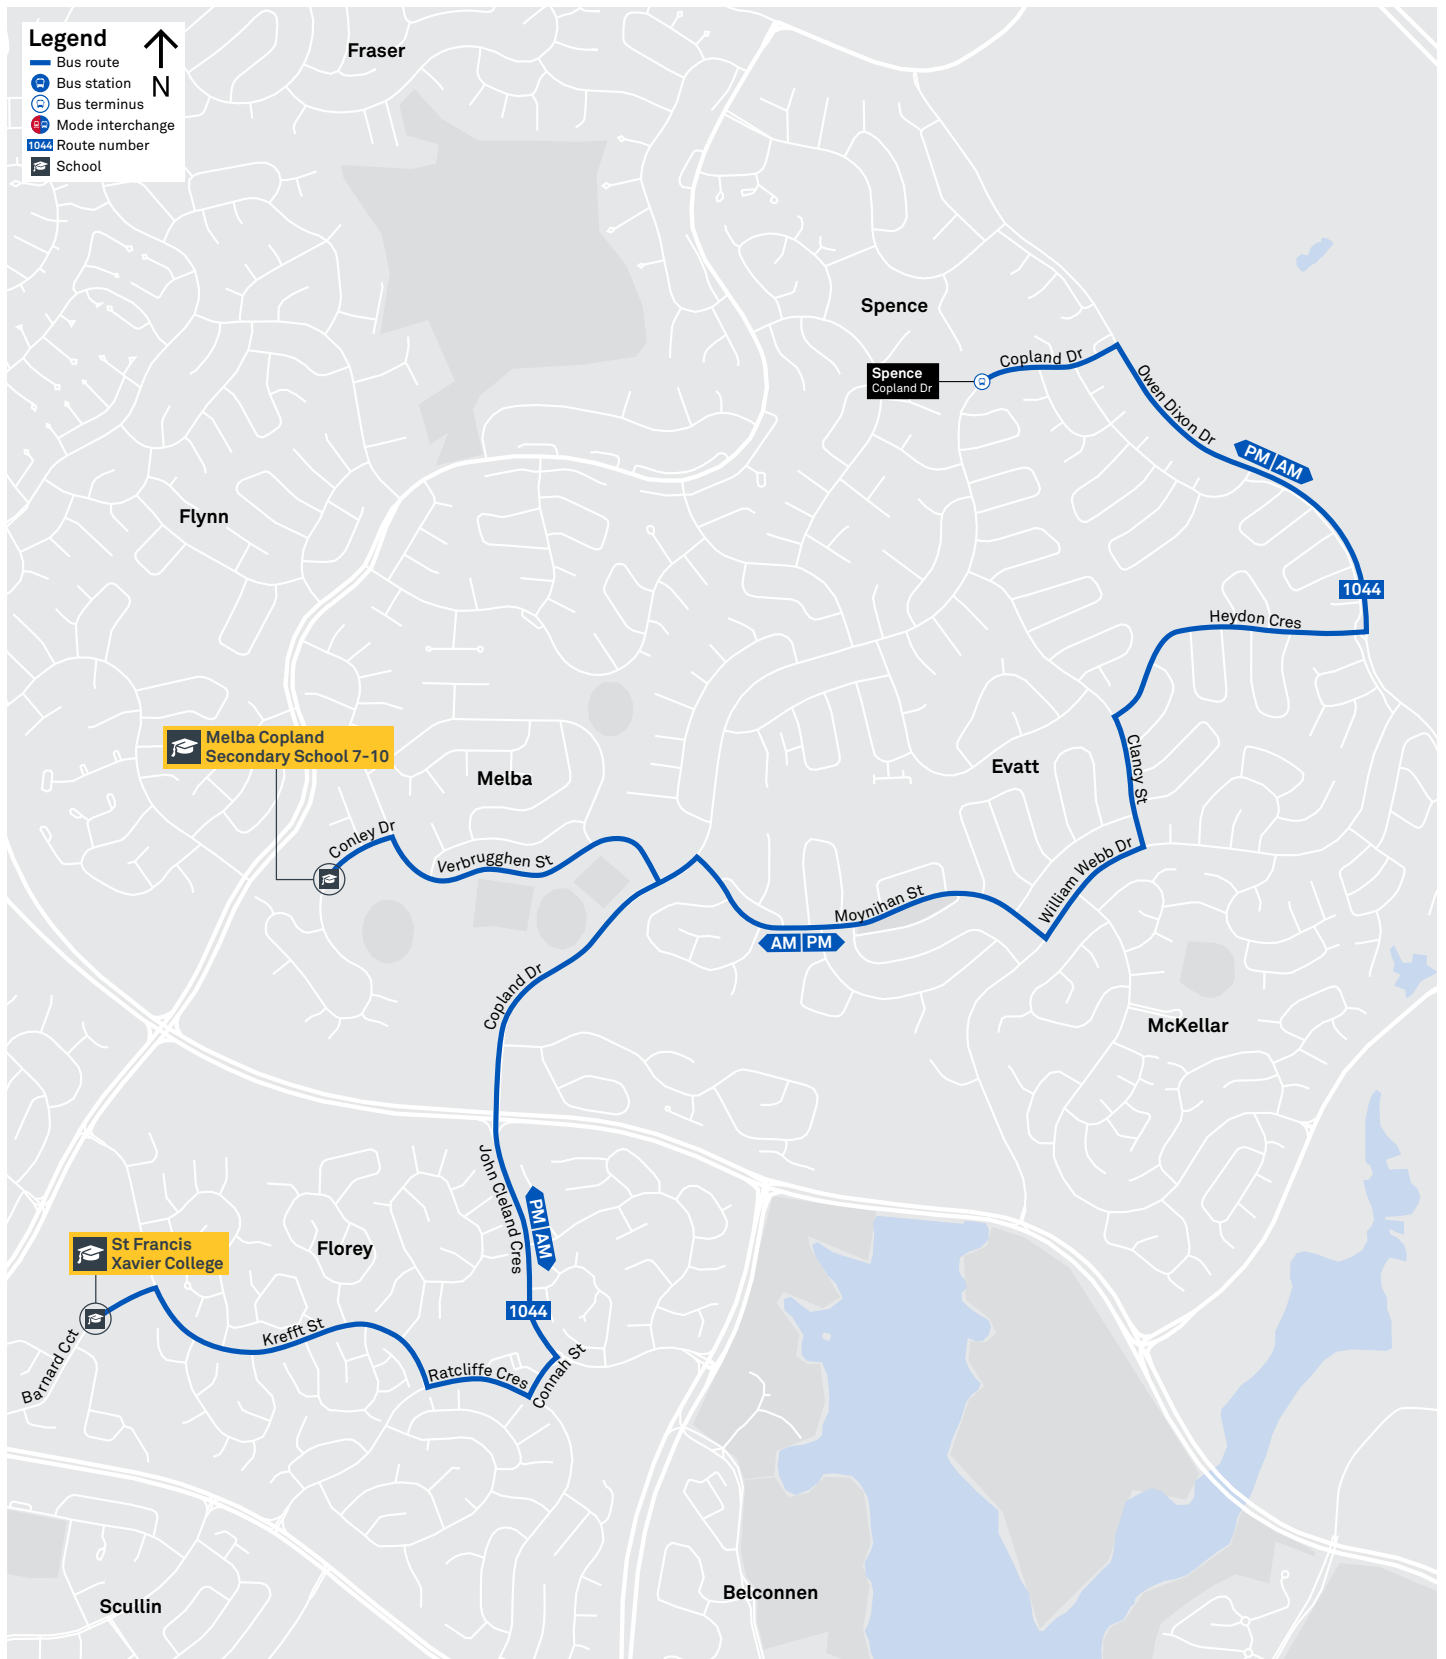 Legend
N
Bus route
Bus station
Bus terminus
Mode interchange
1044 Route number
School
Fraser
Spence
Spence
Copland Dr
Copland Dr
Owen Dixon Dr
PM AM
1044
Heydon Cres
Flynn
Melba Copland
Secondary School 7-10
Melba
Evatt
Clancy St
Conley Dr
Verbrugghen St
William Webb Dr
Moynihan St
AM PM
Copland Dr
McKellar
John Cleland Cres
PM AM
St Francis
Xavier College
Florey
1044
Krefft St
Barnard Cct
Ratcliffe Cres
Connah St
Belconnen
Scullin